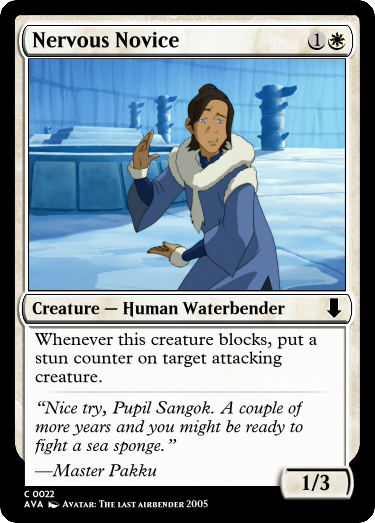 Nervous Novice 1
Creature — Human Waterbender
Whenever this creature blocks, put a
stun counter on target attacking
creature.
“Nice try, Pupil Sangok. A couple of
more years and you might be ready to
fight a sea sponge.”
—Master Pakku
1/3
C 0022
AVA Avatar: The last airbender 2005